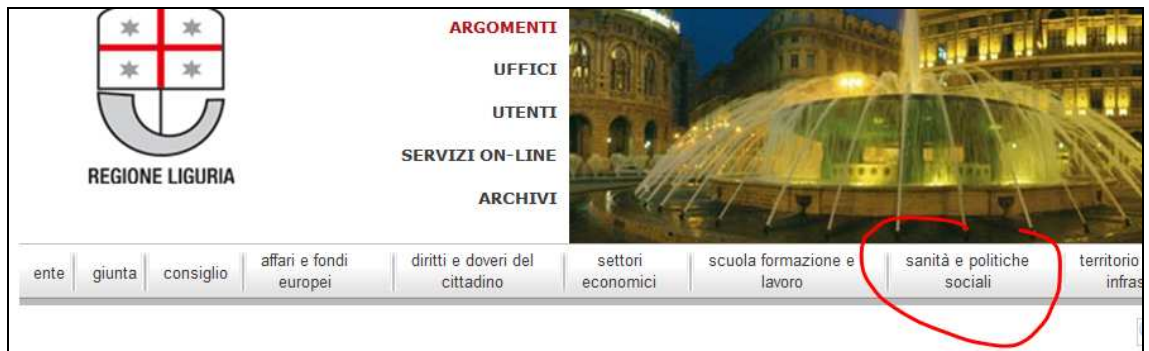 ARGOMENTI
UFFICI
UTENTI
SERVIZI ON-LINE
ARCHIVI
REGIONE LIGURIA
ente
giunta
consiglio
affari e fondi
europei
diritti e doveri del
cittadino
settori
economici
scuola formazione e
lavoro
sanità e politiche
sociali
territorio
infras